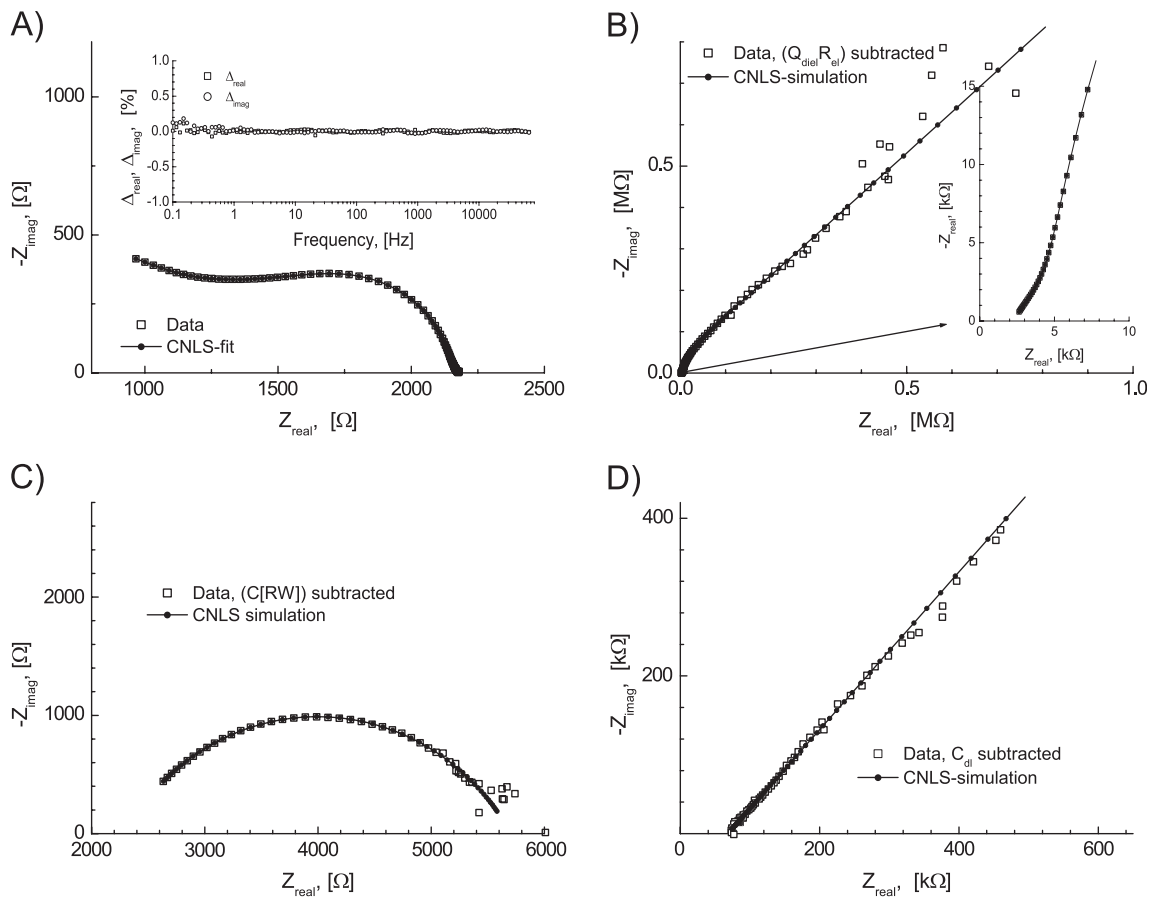 A)
1000
500
0
-Z_imag, [Ω]
1000
1500
2000
2500
Z_real, [Ω]
Data
CNLS-fit
1.0
0.5
0.0
-0.5
-1.0
Δ_real, Δ_imag, [%]
Δ_real
Δ_imag
0.1
1
10
100
1000
10000
Frequency, [Hz]
B)
0.5
0.0
-Z_imag, [MΩ]
0.0
0.5
1.0
Z_real, [MΩ]
Data, (Q_diel R_el) subtracted
CNLS-simulation
15
10
5
0
-Z_real, [kΩ]
0
5
10
Z_real, [kΩ]
C)
2000
1000
0
-Z_imag, [Ω]
2000
3000
4000
5000
6000
Z_real, [Ω]
Data, (C[RW]) subtracted
CNLS simulation
D)
400
200
0
-Z_imag, [kΩ]
0
200
400
600
Z_real, [kΩ]
Data, C_dl subtracted
CNLS-simulation